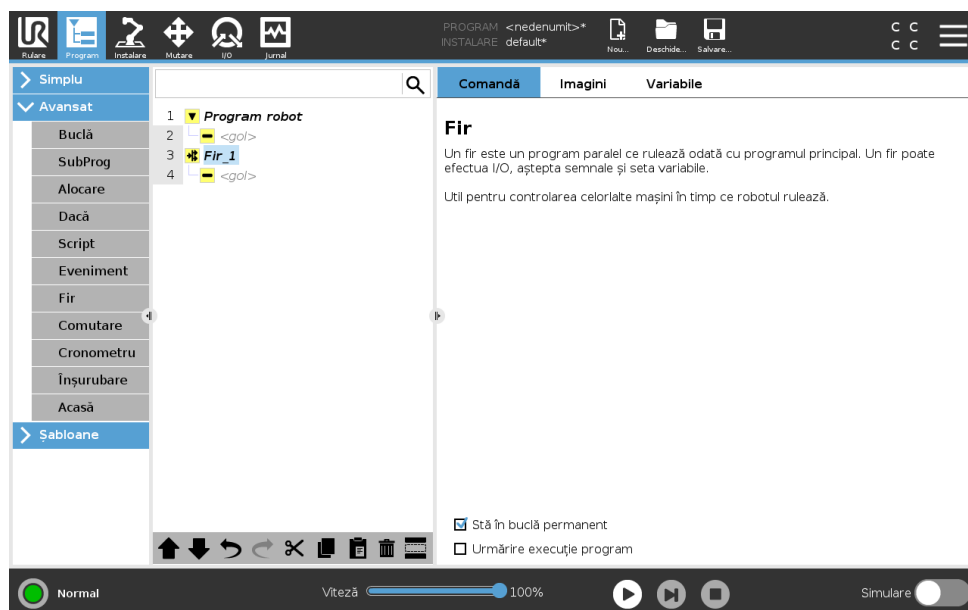 UR
Rulare
Program
Instalare
Mutare
I/O
Jurnal
PROGRAM <nedenumit>*
INSTALARE default*
Nou...
Deschide...
Salvare...
C C
C C
Simplu
Avansat
Buclă
SubProg
Alocare
Dacă
Script
Eveniment
Fir
Comutare
Cronometru
Înșurubare
Acasă
Șabloane
1 Program robot
2 <gol>
3 Fir_1
4 <gol>
Comandă Imagini Variabile
Fir
Un fir este un program paralel ce rulează odată cu programul principal. Un fir poate
efectua I/O, aștepta semnale și seta variabile.
Util pentru controlarea celorlalte mașini în timp ce robotul rulează.
Stă în buclă permanent
Urmărire execuție program
Normal
Viteză 100%
Simulare